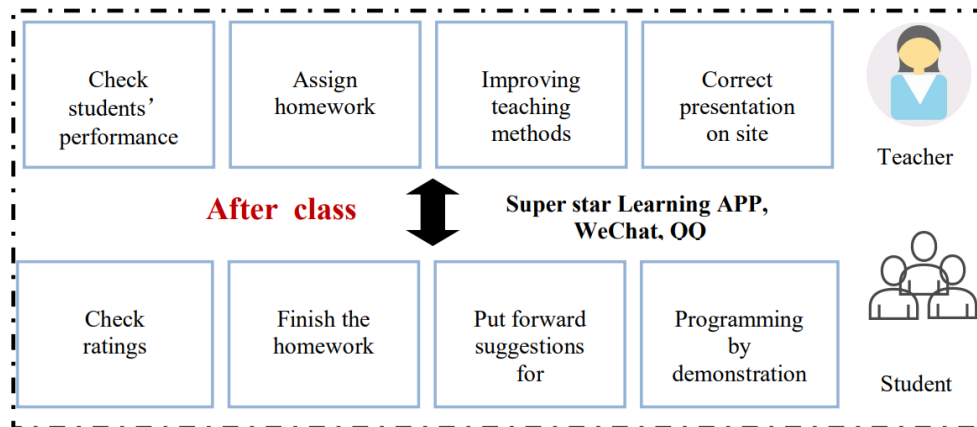 Check
students’
performance
Assign
homework
Improving
teaching
methods
Correct
presentation
on site
Teacher
After class
Super star Learning APP,
WeChat, QQ
Check
ratings
Finish the
homework
Put forward
suggestions
for
Programming
by
demonstration
Student